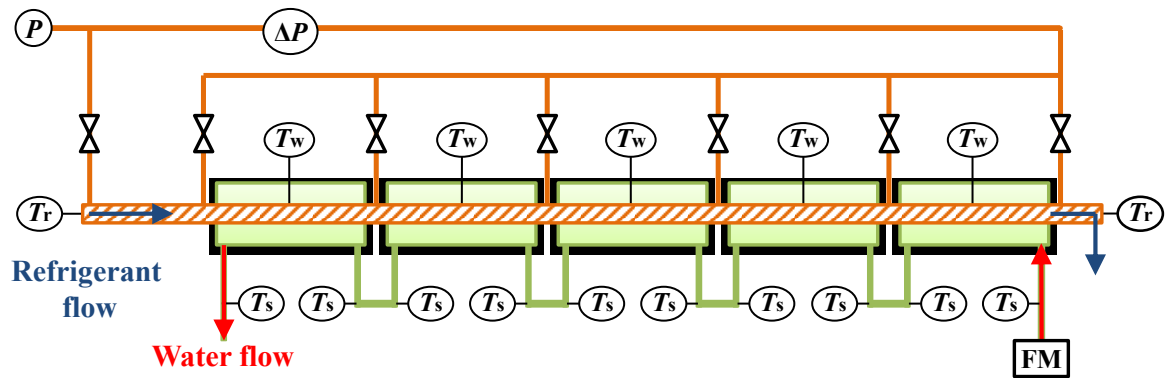 P
ΔP
Tw Tw Tw Tw Tw
Tr
Tr
Refrigerant
flow
Ts Ts Ts Ts Ts Ts Ts Ts Ts Ts
Water flow
FM